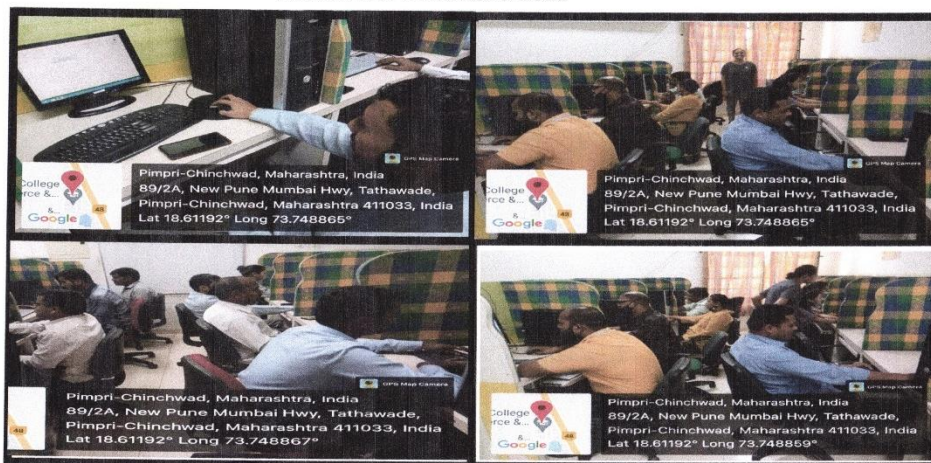 GPS Map Camera
College
rce &...
&
Google
48
Pimpri-Chinchwad, Maharashtra, India
89/2A, New Pune Mumbai Hwy, Tathawade,
Pimpri-Chinchwad, Maharashtra 411033, India
Lat 18.61192° Long 73.748865°
GPS Map Camera
College
rce &...
&
Google
48
Pimpri-Chinchwad, Maharashtra, India
89/2A, New Pune Mumbai Hwy, Tathawade,
Pimpri-Chinchwad, Maharashtra 411033, India
Lat 18.61192° Long 73.748865°
GPS Map Camera
48
Pimpri-Chinchwad, Maharashtra, India
89/2A, New Pune Mumbai Hwy, Tathawade,
Pimpri-Chinchwad, Maharashtra 411033, India
Lat 18.61192° Long 73.748867°
GPS Map Camera
College
rce &...
&
Google
48
Pimpri-Chinchwad, Maharashtra, India
89/2A, New Pune Mumbai Hwy, Tathawade,
Pimpri-Chinchwad, Maharashtra 411033, India
Lat 18.61192° Long 73.748859°